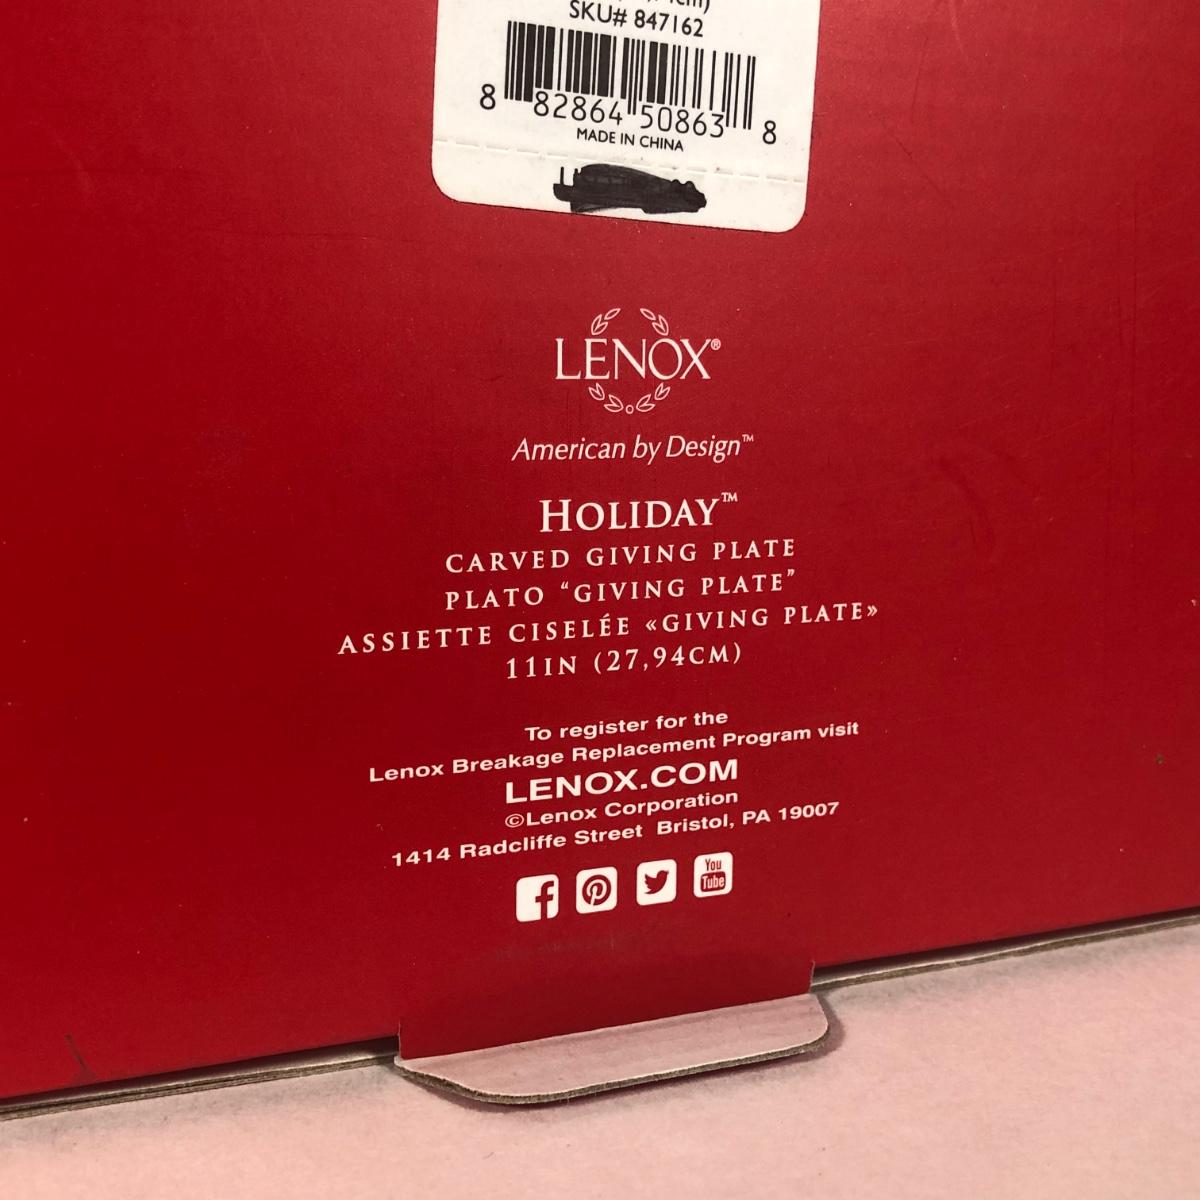 SKU# 847162
8 82864 50863 8
MADE IN CHINA
LENOX®
American by Design™
HOLIDAY™
CARVED GIVING PLATE
PLATO “GIVING PLATE”
ASSIETTE CISELÉE «GIVING PLATE»
11IN (27,94CM)
To register for the
Lenox Breakage Replacement Program visit
LENOX.COM
©Lenox Corporation
1414 Radcliffe Street Bristol, PA 19007
You
Tube